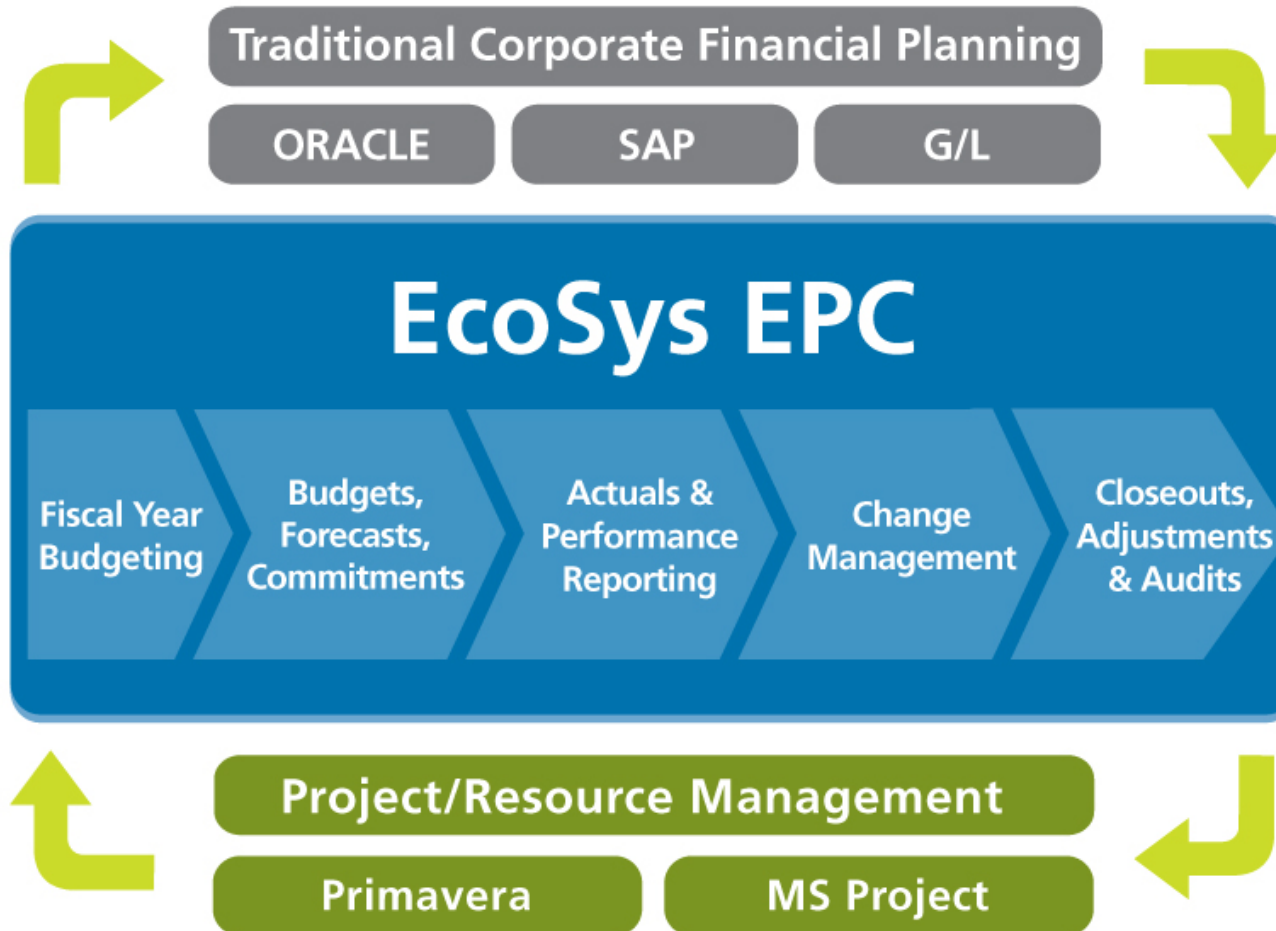 Traditional Corporate Financial Planning
ORACLE
SAP
G/L
EcoSys EPC
Fiscal Year
Budgeting
Budgets,
Forecasts,
Commitments
Actuals &
Performance
Reporting
Change
Management
Closeouts,
Adjustments
& Audits
Project/Resource Management
Primavera
MS Project